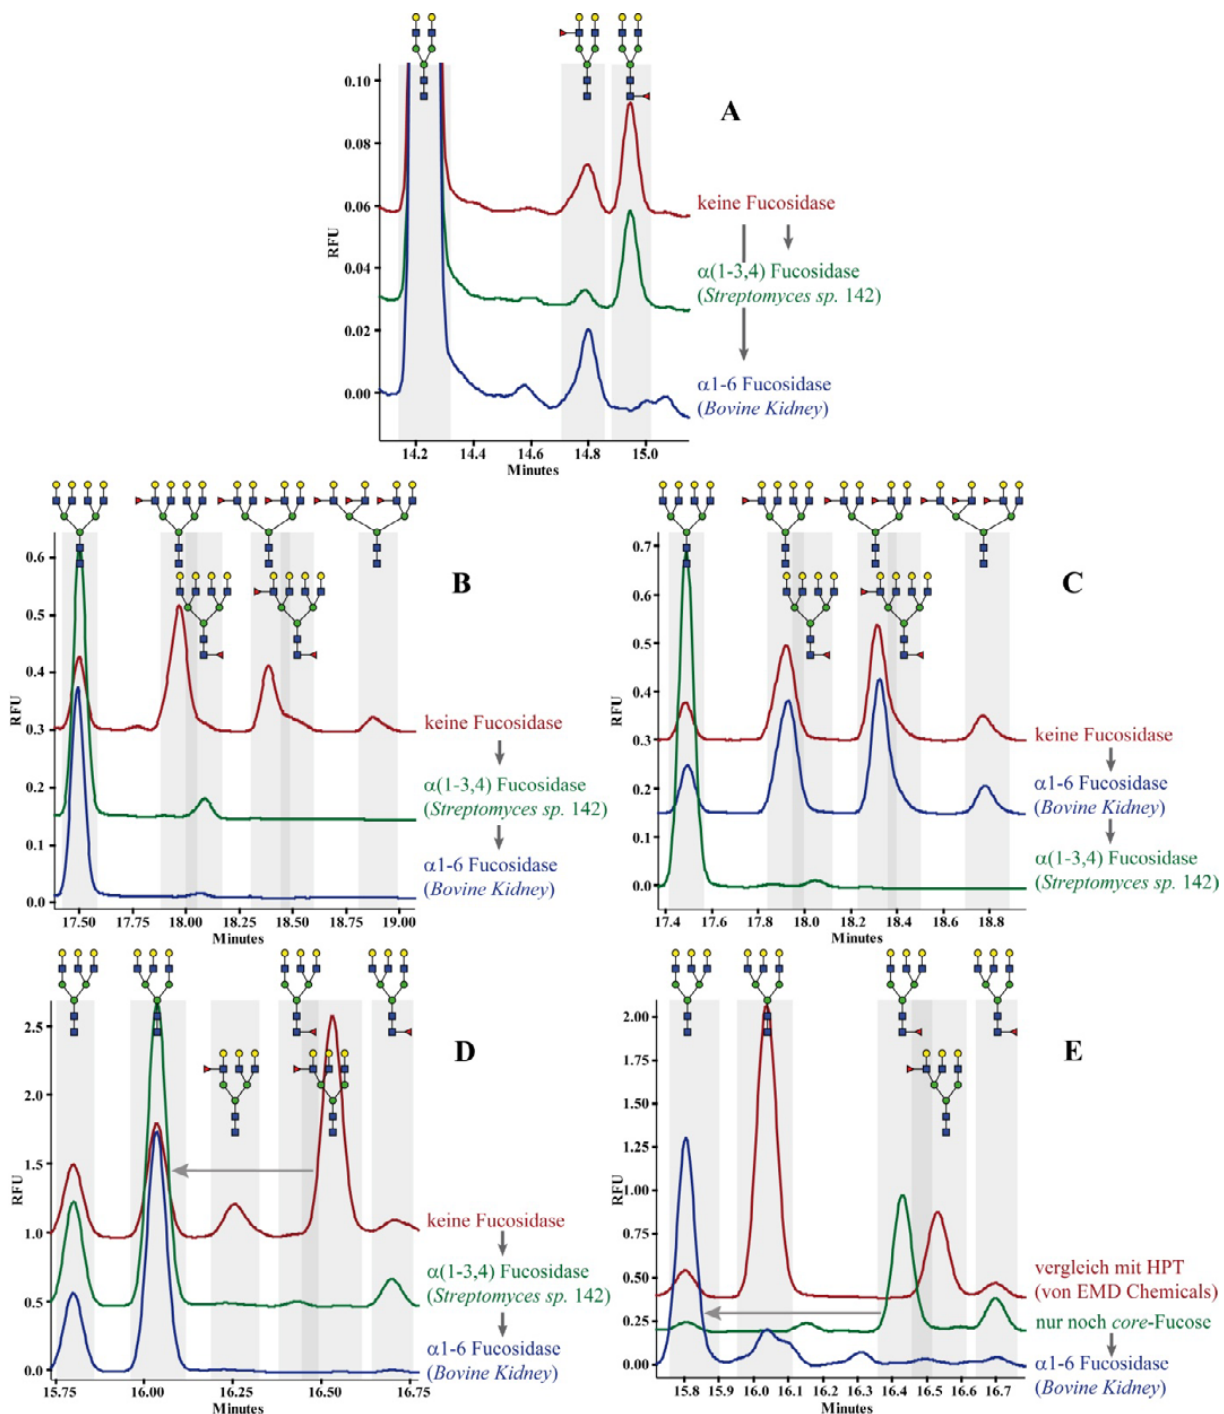 A
0.10
0.08
0.06
0.04
0.02
0.00
RFU
keine Fucosidase
α(1-3,4) Fucosidase
(Streptomyces sp. 142)
α1-6 Fucosidase
(Bovine Kidney)
14.2 14.4 14.6 14.8 15.0
Minutes
B
0.6
0.5
0.4
0.3
0.2
0.1
0.0
RFU
keine Fucosidase
α(1-3,4) Fucosidase
(Streptomyces sp. 142)
α1-6 Fucosidase
(Bovine Kidney)
17.50 17.75 18.00 18.25 18.50 18.75 19.00
Minutes
C
0.7
0.6
0.5
0.4
0.3
0.2
0.1
0.0
RFU
keine Fucosidase
α1-6 Fucosidase
(Bovine Kidney)
α(1-3,4) Fucosidase
(Streptomyces sp. 142)
17.4 17.6 17.8 18.0 18.2 18.4 18.6 18.8
Minutes
D
2.5
2.0
1.5
1.0
0.5
0.0
RFU
keine Fucosidase
α(1-3,4) Fucosidase
(Streptomyces sp. 142)
α1-6 Fucosidase
(Bovine Kidney)
15.75 16.00 16.25 16.50 16.75
Minutes
E
2.00
1.75
1.50
1.25
1.00
0.75
0.50
0.25
0.00
RFU
vergleich mit HPT
(von EMD Chemicals)
nur noch core-Fucose
α1-6 Fucosidase
(Bovine Kidney)
15.8 15.9 16.0 16.1 16.2 16.3 16.4 16.5 16.6 16.7
Minutes